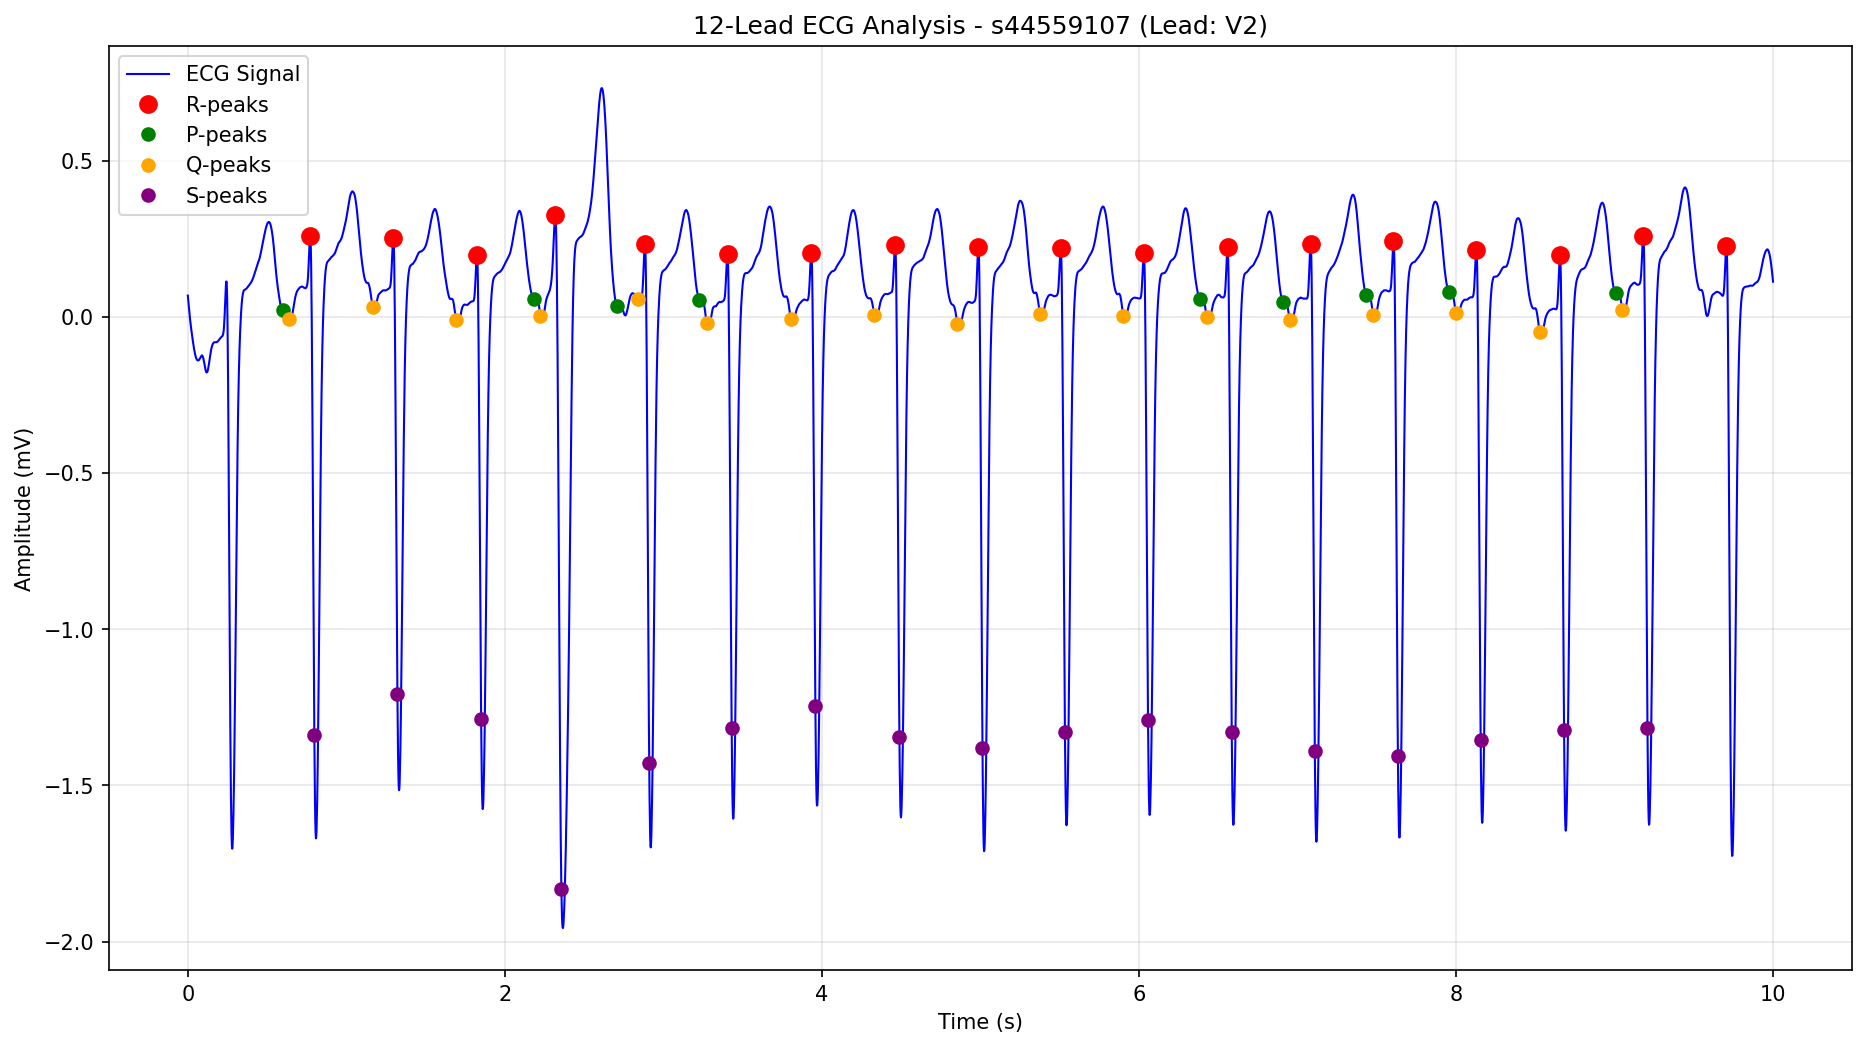 12-Lead ECG Analysis - s44559107 (Lead: V2)
ECG Signal
R-peaks
P-peaks
Q-peaks
S-peaks
Amplitude (mV)
0.5
0.0
−0.5
−1.0
−1.5
−2.0
0 2 4 6 8 10
Time (s)